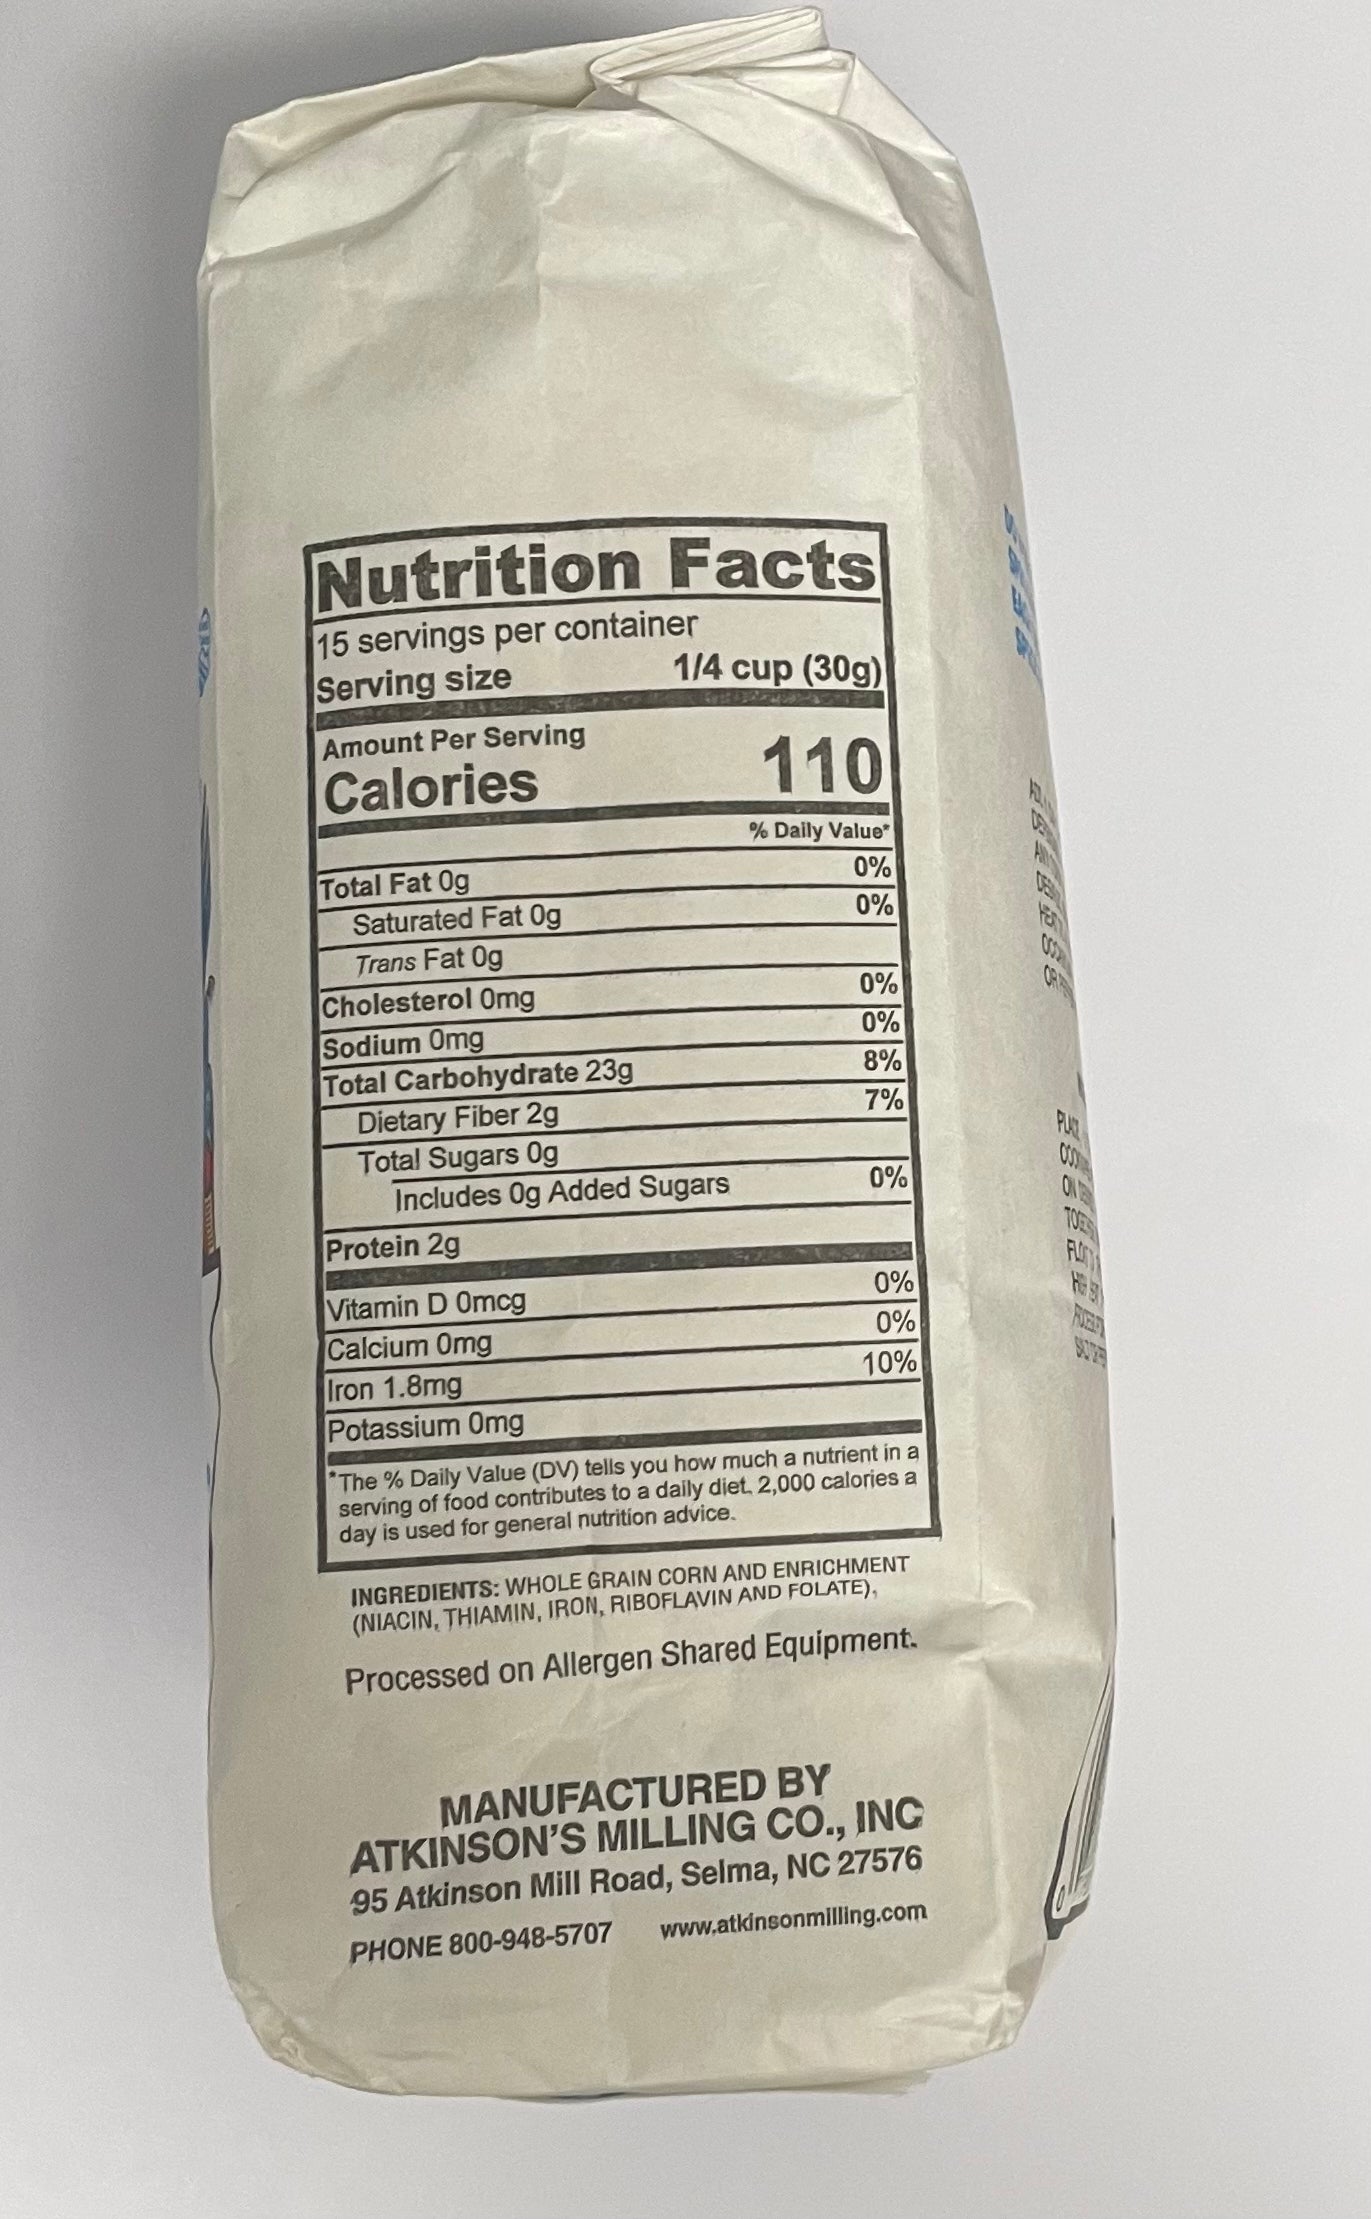 Nutrition Facts
15 servings per container
Serving size 1/4 cup (30g)
Amount Per Serving
Calories 110
% Daily Value*
Total Fat 0g 0%
Saturated Fat 0g 0%
Trans Fat 0g
Cholesterol 0mg 0%
Sodium 0mg 0%
Total Carbohydrate 23g 8%
Dietary Fiber 2g 7%
Total Sugars 0g
Includes 0g Added Sugars 0%
Protein 2g
Vitamin D 0mcg 0%
Calcium 0mg 0%
Iron 1.8mg 10%
Potassium 0mg
*The % Daily Value (DV) tells you how much a nutrient in a
serving of food contributes to a daily diet. 2,000 calories a
day is used for general nutrition advice.
INGREDIENTS: WHOLE GRAIN CORN AND ENRICHMENT
(NIACIN, THIAMIN, IRON, RIBOFLAVIN AND FOLATE),
Processed on Allergen Shared Equipment.
MANUFACTURED BY
ATKINSON'S MILLING CO., INC
95 Atkinson Mill Road, Selma, NC 27576
PHONE 800-948-5707 www.atkinsonmilling.com